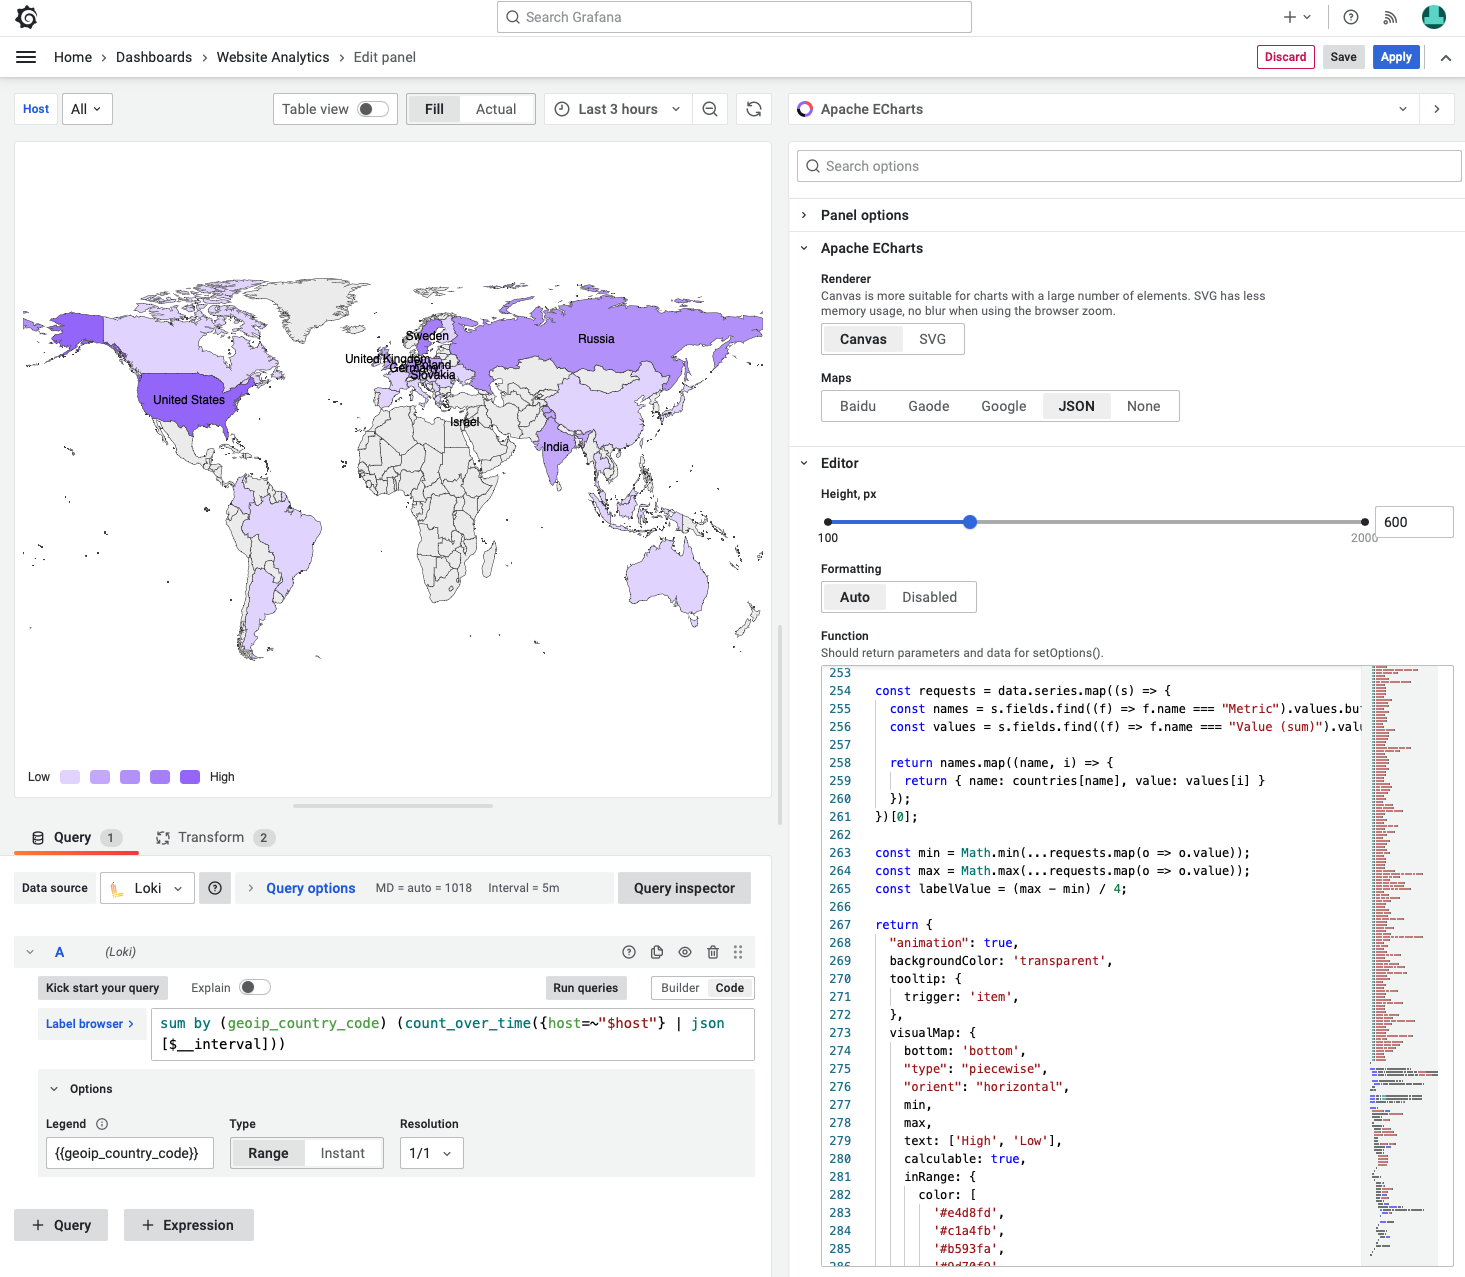 Search Grafana
Home › Dashboards › Website Analytics › Edit panel
Discard Save Apply
Host All Table view Fill Actual Last 3 hours
Apache ECharts
Search options
Panel options
Apache ECharts
Renderer
Canvas is more suitable for charts with a large number of elements. SVG has less
memory usage, no blur when using the browser zoom.
Canvas SVG
Maps
Baidu Gaode Google JSON None
Editor
Height, px
600
100 2000
Formatting
Auto Disabled
Function
Should return parameters and data for setOptions().
253
254 const requests = data.series.map((s) => {
255 const names = s.fields.find((f) => f.name === "Metric").values.bu
256 const values = s.fields.find((f) => f.name === "Value (sum)").val
257
258 return names.map((name, i) => {
259 return { name: countries[name], value: values[i] }
260 });
261 })[0];
262
263 const min = Math.min(...requests.map(o => o.value));
264 const max = Math.max(...requests.map(o => o.value));
265 const labelValue = (max - min) / 4;
266
267 return {
268 "animation": true,
269 backgroundColor: 'transparent',
270 tooltip: {
271 trigger: 'item',
272 },
273 visualMap: {
274 bottom: 'bottom',
275 "type": "piecewise",
276 "orient": "horizontal",
277 min,
278 max,
279 text: ['High', 'Low'],
280 calculable: true,
281 inRange: {
282 color: [
283 '#e4d8fd',
284 '#c1a4fb',
285 '#b593fa',
286 '#9d70f9',
Sweden
Russia
United Kingdom
Poland
Germany
Slovakia
United States
Israel
India
Low High
Query 1 Transform 2
Data source Loki Query options MD = auto = 1018 Interval = 5m Query inspector
A (Loki)
Kick start your query Explain Run queries Builder Code
Label browser › sum by (geoip_country_code) (count_over_time({host=~"$host"} | json
[$__interval]))
Options
Legend Type Resolution
{{geoip_country_code}} Range Instant 1/1
+ Query + Expression